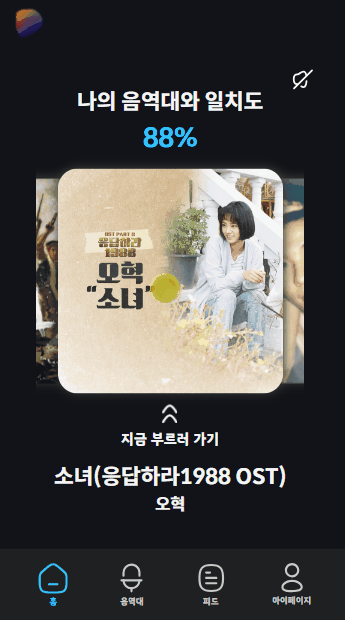 나의 음역대와 일치도
88%
OST PART 3
응답하라
1988
오혁
“소녀”
지금 부르러 가기
소녀(응답하라1988 OST)
오혁
홈
음역대
피드
마이페이지